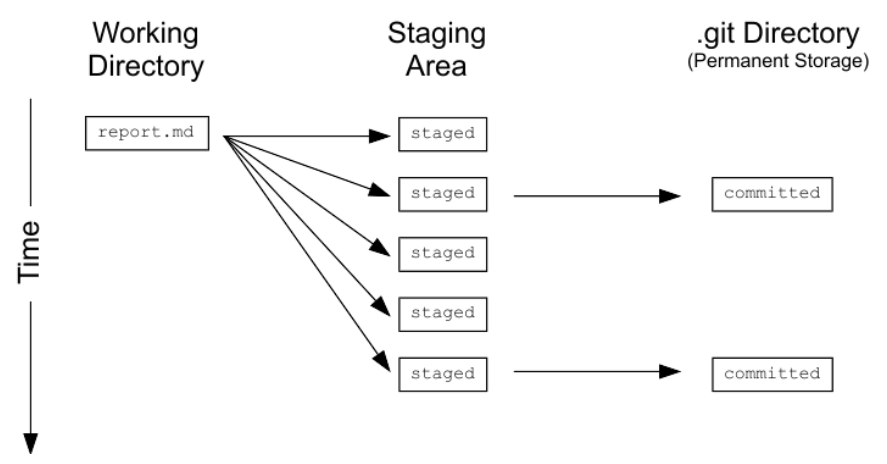 Working
Directory
Staging
Area
.git Directory
(Permanent Storage)
report.md
staged
staged
committed
staged
staged
staged
committed
Time